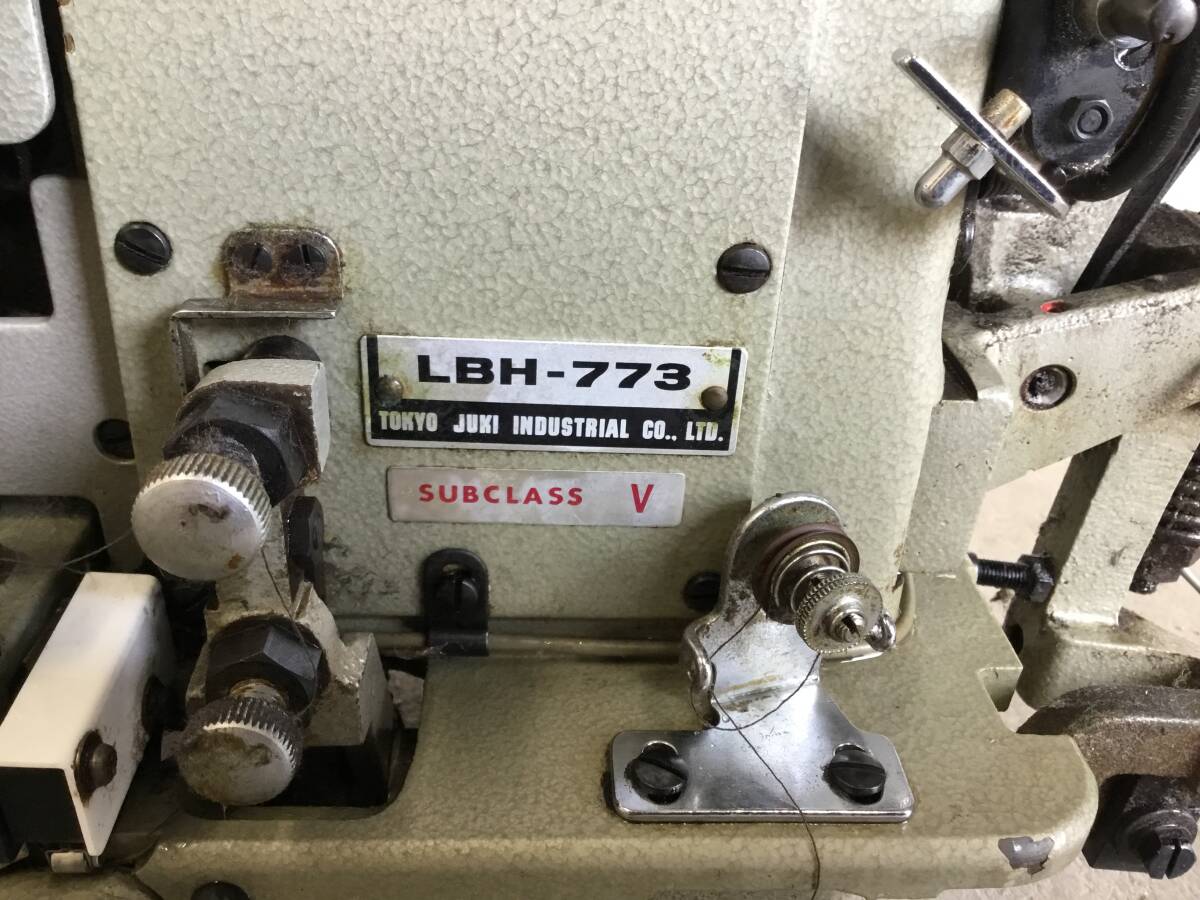 LBH-773
TOKYO JUKI INDUSTRIAL CO., LTD.
SUBCLASS V